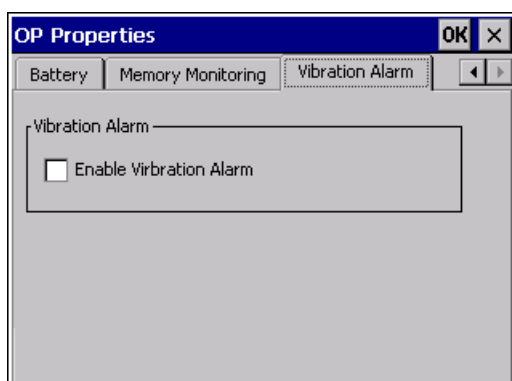 OP Properties OK ×
Battery Memory Monitoring Vibration Alarm
Vibration Alarm
Enable Virbration Alarm